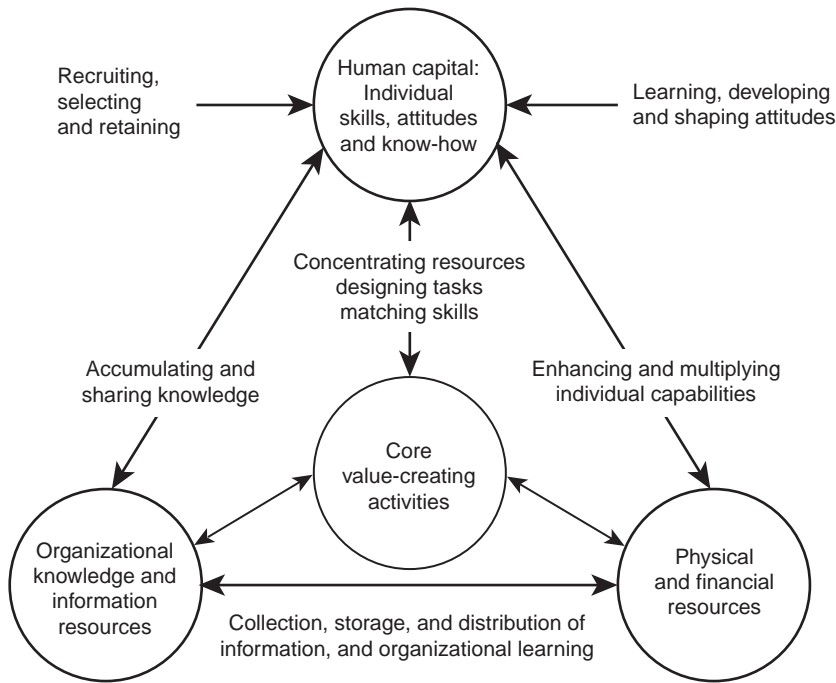 Human capital:
Individual
skills, attitudes
and know-how
Recruiting,
selecting
and retaining
Learning, developing
and shaping attitudes
Concentrating resources
designing tasks
matching skills
Accumulating and
sharing knowledge
Enhancing and multiplying
individual capabilities
Core
value-creating
activities
Organizational
knowledge and
information
resources
Physical
and financial
resources
Collection, storage, and distribution of
information, and organizational learning